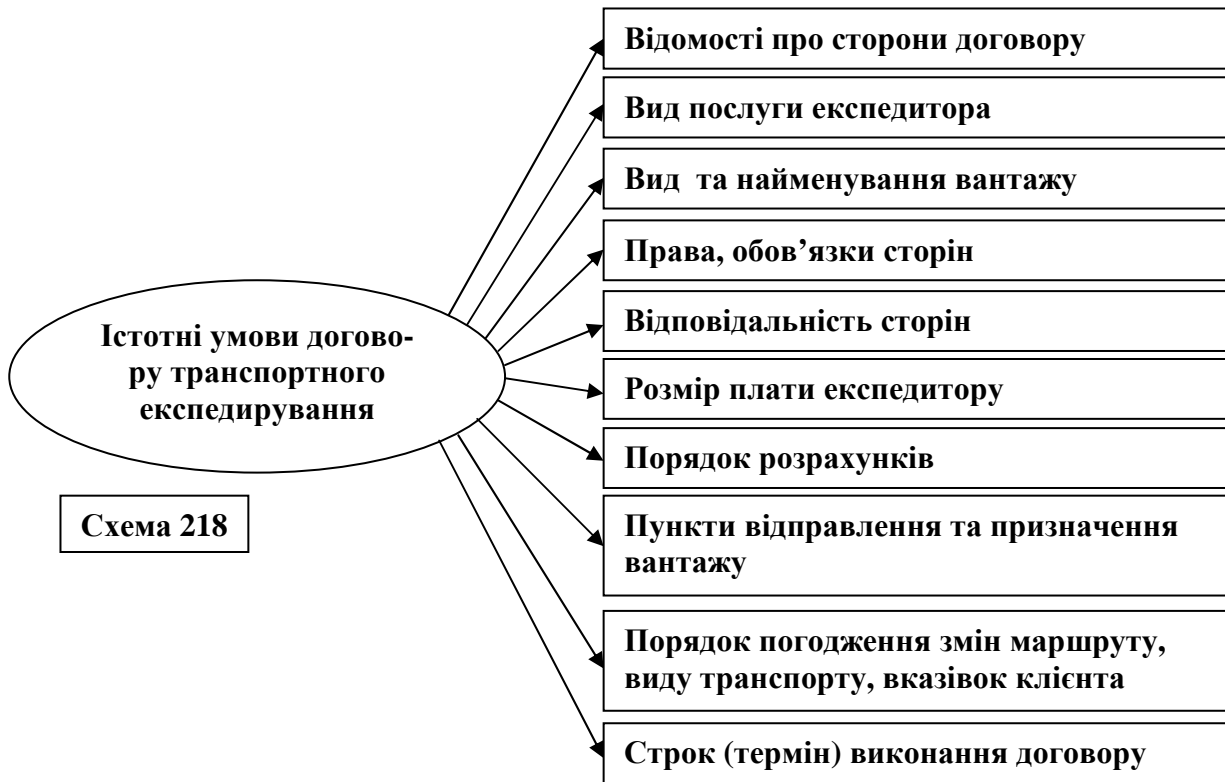 Відомості про сторони договору
Вид послуги експедитора
Вид та найменування вантажу
Права, обов’язки сторін
Істотні умови догово-
ру транспортного
експедирування
Відповідальність сторін
Розмір плати експедитору
Порядок розрахунків
Схема 218
Пункти відправлення та призначення
вантажу
Порядок погодження змін маршруту,
виду транспорту, вказівок клієнта
Строк (термін) виконання договору